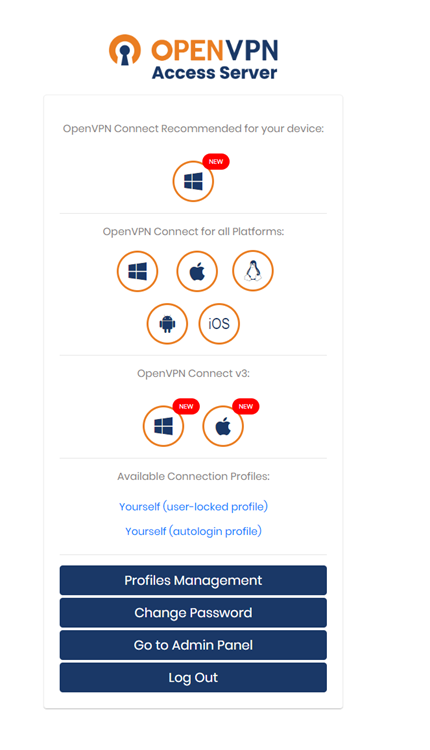 OPENVPN
Access Server
OpenVPN Connect Recommended for your device:
NEW
OpenVPN Connect for all Platforms:
iOS
OpenVPN Connect v3:
NEW NEW
Available Connection Profiles:
Yourself (user-locked profile)
Yourself (autologin profile)
Profiles Management
Change Password
Go to Admin Panel
Log Out